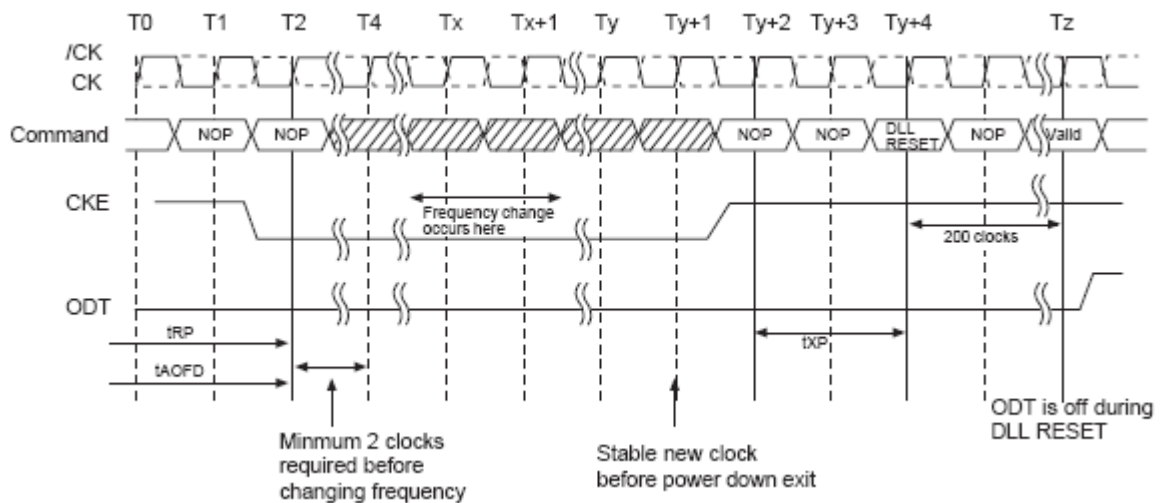 T0 T1 T2 T4 Tx Tx+1 Ty Ty+1 Ty+2 Ty+3 Ty+4 Tz
/CK
CK
Command NOP NOP NOP NOP DLL RESET NOP Valid
CKE
Frequency change
occurs here
200 clocks
ODT
tRP
tXP
tAOFD
Minmum 2 clocks
required before
changing frequency
Stable new clock
before power down exit
ODT is off during
DLL RESET